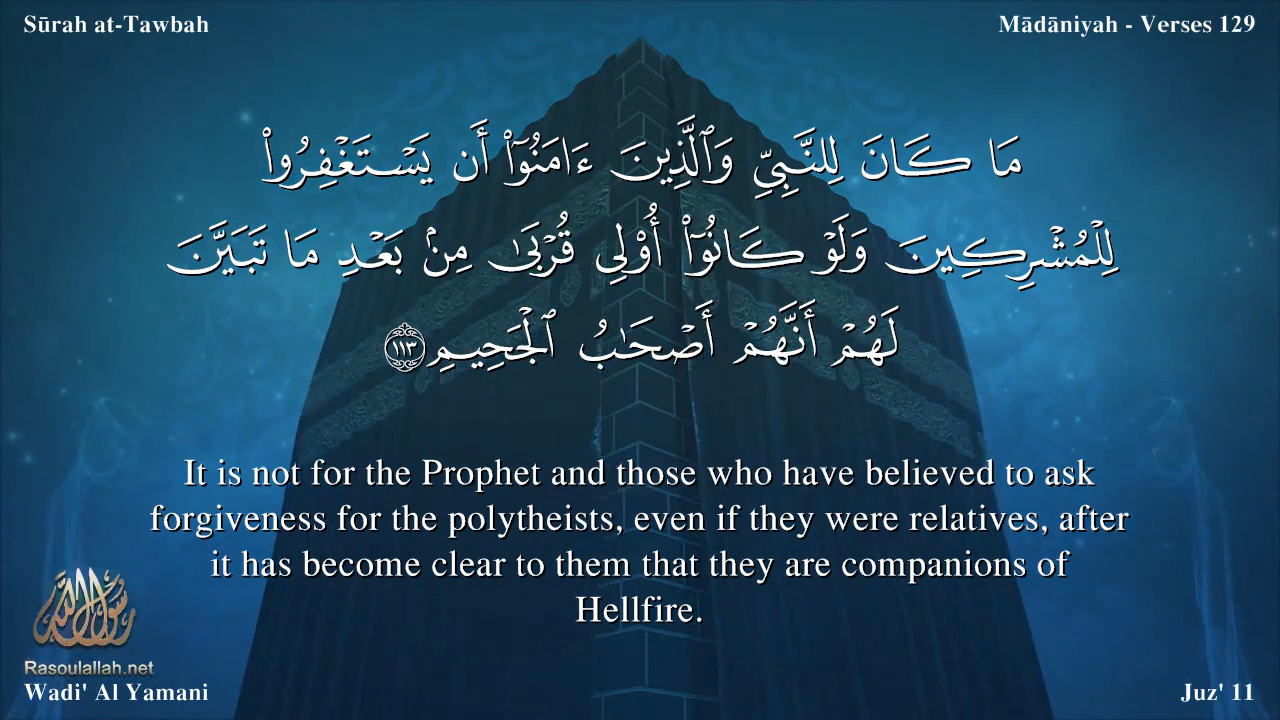 Sūrah at-Tawbah
Mādāniyah - Verses 129
مَا كَانَ لِلنَّبِيِّ وَٱلَّذِينَ ءَامَنُوٓا۟ أَن يَسْتَغْفِرُوا۟
لِلْمُشْرِكِينَ وَلَوْ كَانُوٓا۟ أُو۟لِى قُرْبَىٰ مِنۢ بَعْدِ مَا تَبَيَّنَ
لَهُمْ أَنَّهُمْ أَصْحَٰبُ ٱلْجَحِيمِ ١١٣
It is not for the Prophet and those who have believed to ask
forgiveness for the polytheists, even if they were relatives, after
it has become clear to them that they are companions of
Hellfire.
رسول الله
Rasoulallah.net
Wadi' Al Yamani
Juz' 11